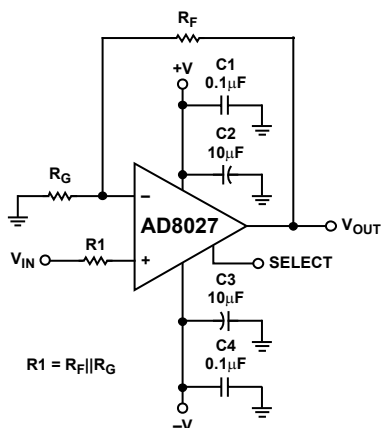 R_F
+V
C1
0.1µF
C2
10µF
R_G
–
AD8027
V_OUT
V_IN
R1
+
SELECT
C3
10µF
C4
0.1µF
R1 = R_F||R_G
–V